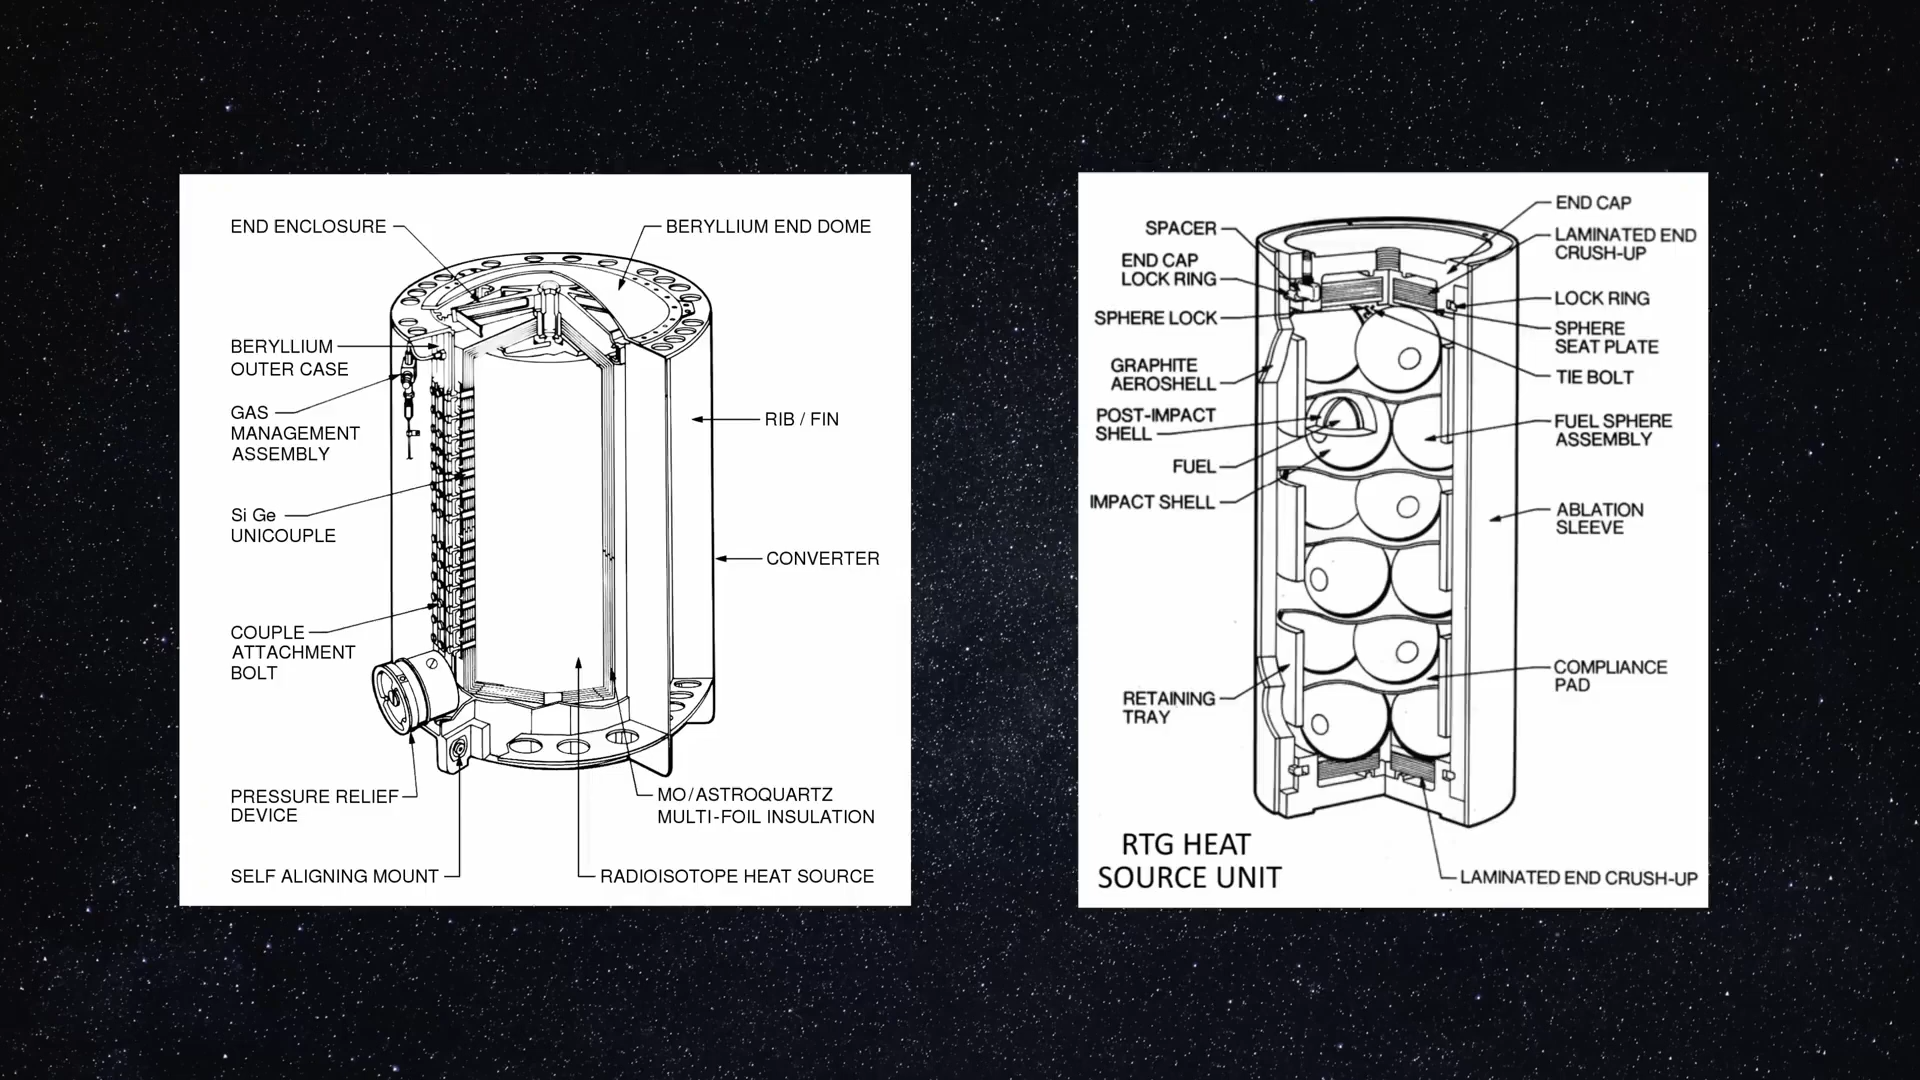 END ENCLOSURE
BERYLLIUM END DOME
BERYLLIUM
OUTER CASE
GAS
MANAGEMENT
ASSEMBLY
RIB / FIN
Si Ge
UNICOUPLE
CONVERTER
COUPLE
ATTACHMENT
BOLT
PRESSURE RELIEF
DEVICE
MO/ASTROQUARTZ
MULTI-FOIL INSULATION
SELF ALIGNING MOUNT
RADIOISOTOPE HEAT SOURCE
SPACER
END CAP
LOCK RING
SPHERE LOCK
GRAPHITE
AEROSHELL
POST-IMPACT
SHELL
FUEL
IMPACT SHELL
RETAINING
TRAY
END CAP
LAMINATED END
CRUSH-UP
LOCK RING
SPHERE
SEAT PLATE
TIE BOLT
FUEL SPHERE
ASSEMBLY
ABLATION
SLEEVE
COMPLIANCE
PAD
LAMINATED END CRUSH-UP
RTG HEAT
SOURCE UNIT